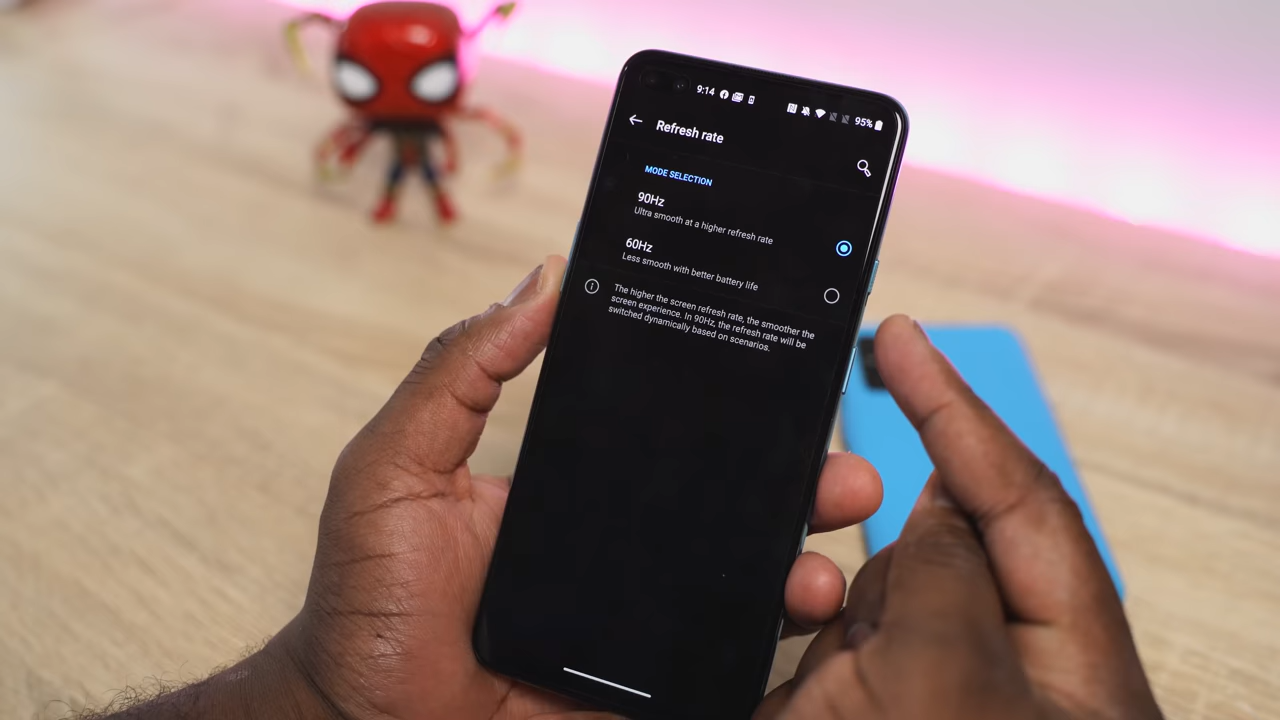 9:14 95%
Refresh rate
MODE SELECTION
90Hz
Ultra smooth at a higher refresh rate
60Hz
Less smooth with better battery life
The higher the screen refresh rate, the smoother the
screen experience. In 90Hz, the refresh rate will be
switched dynamically based on scenarios.